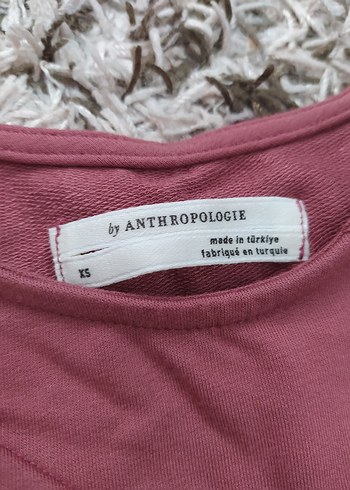 by ANTHROPOLOGIE
made in türkiye
fabriqué en turquie
XS